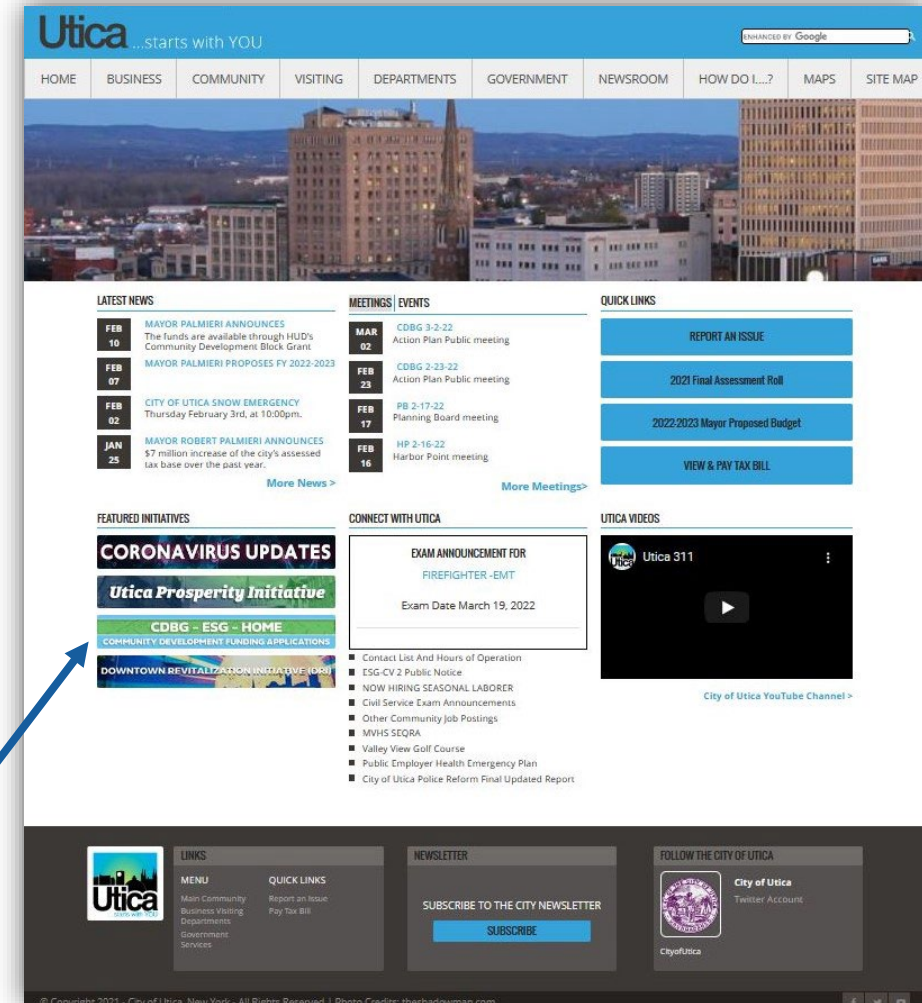 Utica ...starts with YOU
ENHANCED BY Google
HOME BUSINESS COMMUNITY VISITING DEPARTMENTS GOVERNMENT NEWSROOM HOW DO I....? MAPS SITE MAP
LATEST NEWS
FEB 10
MAYOR PALMIERI ANNOUNCES
The funds are available through HUD's
Community Development Block Grant
FEB 07
MAYOR PALMIERI PROPOSES FY 2022-2023
FEB 02
CITY OF UTICA SNOW EMERGENCY
Thursday February 3rd, at 10:00pm.
JAN 25
MAYOR ROBERT PALMIERI ANNOUNCES
$7 million increase of the city's assessed
tax base over the past year.
More News >
MEETINGS EVENTS
MAR 02
CDBG 3-2-22
Action Plan Public meeting
FEB 23
CDBG 2-23-22
Action Plan Public meeting
FEB 17
PB 2-17-22
Planning Board meeting
FEB 16
HP 2-16-22
Harbor Point meeting
More Meetings>
QUICK LINKS
REPORT AN ISSUE
2021 Final Assessment Roll
2022-2023 Mayor Proposed Budget
VIEW & PAY TAX BILL
FEATURED INITIATIVES
CORONAVIRUS UPDATES
Utica Prosperity Initiative
CDBG - ESG - HOME
COMMUNITY DEVELOPMENT FUNDING APPLICATIONS
DOWNTOWN REVITALIZATION INITIATIVE (DRI)
CONNECT WITH UTICA
EXAM ANNOUNCEMENT FOR
FIREFIGHTER -EMT
Exam Date March 19, 2022
Contact List And Hours of Operation
ESG-CV 2 Public Notice
NOW HIRING SEASONAL LABORER
Civil Service Exam Announcements
Other Community Job Postings
MVHS SEQRA
Valley View Golf Course
Public Employer Health Emergency Plan
City of Utica Police Reform Final Updated Report
UTICA VIDEOS
Utica 311
City of Utica YouTube Channel >
Utica
starts with YOU
LINKS
MENU
Main Community
Business Visiting
Departments
Government
Services
QUICK LINKS
Report an Issue
Pay Tax Bill
NEWSLETTER
SUBSCRIBE TO THE CITY NEWSLETTER
SUBSCRIBE
FOLLOW THE CITY OF UTICA
City of Utica
Twitter Account
CityofUtica
© Copyright 2021 - City of Utica, New York - All Rights Reserved | Photo Credits: theshadowman.com